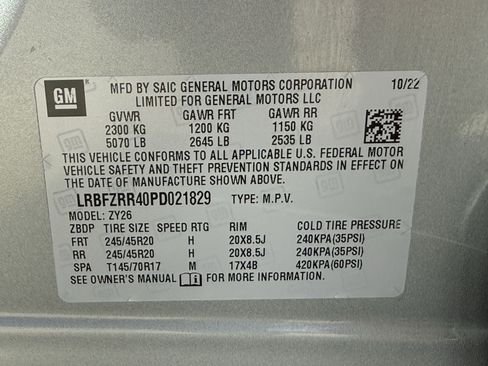 GM
MFD BY SAIC GENERAL MOTORS CORPORATION 10/22
LIMITED FOR GENERAL MOTORS LLC
GVWR GAWR FRT GAWR RR
2300 KG 1200 KG 1150 KG
5070 LB 2645 LB 2535 LB
THIS VEHICLE CONFORMS TO ALL APPLICABLE U.S. FEDERAL MOTOR
VEHICLE SAFETY AND THEFT PREVENTION STANDARDS IN EFFECT ON
THE DATE OF MANUFACTURE SHOWN ABOVE.
LRBFZRR40PD021829 TYPE: M.P.V.
MODEL: ZY26
ZBDP TIRE SIZE SPEED RTG RIM COLD TIRE PRESSURE
FRT 245/45R20 H 20X8.5J 240KPA(35PSI)
RR 245/45R20 H 20X8.5J 240KPA(35PSI)
SPA T145/70R17 M 17X4B 420KPA(60PSI)
SEE OWNER'S MANUAL FOR MORE INFORMATION